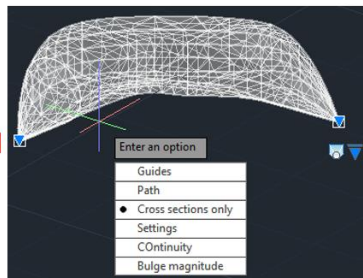 Enter an option
Guides
Path
Cross sections only
Settings
COntinuity
Bulge magnitude